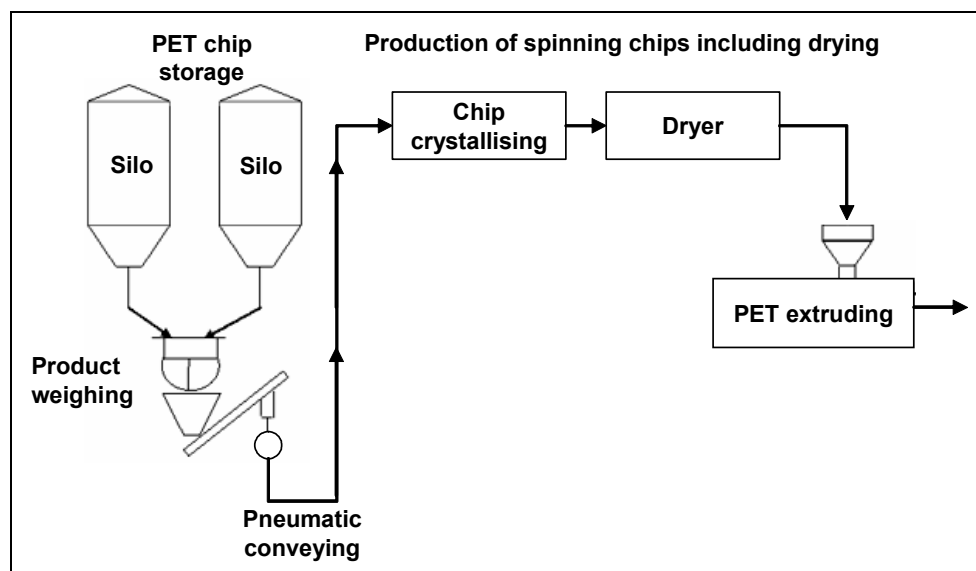 PET chip
storage
Production of spinning chips including drying
Silo
Silo
Chip
crystallising
Dryer
PET extruding
Product
weighing
Pneumatic
conveying